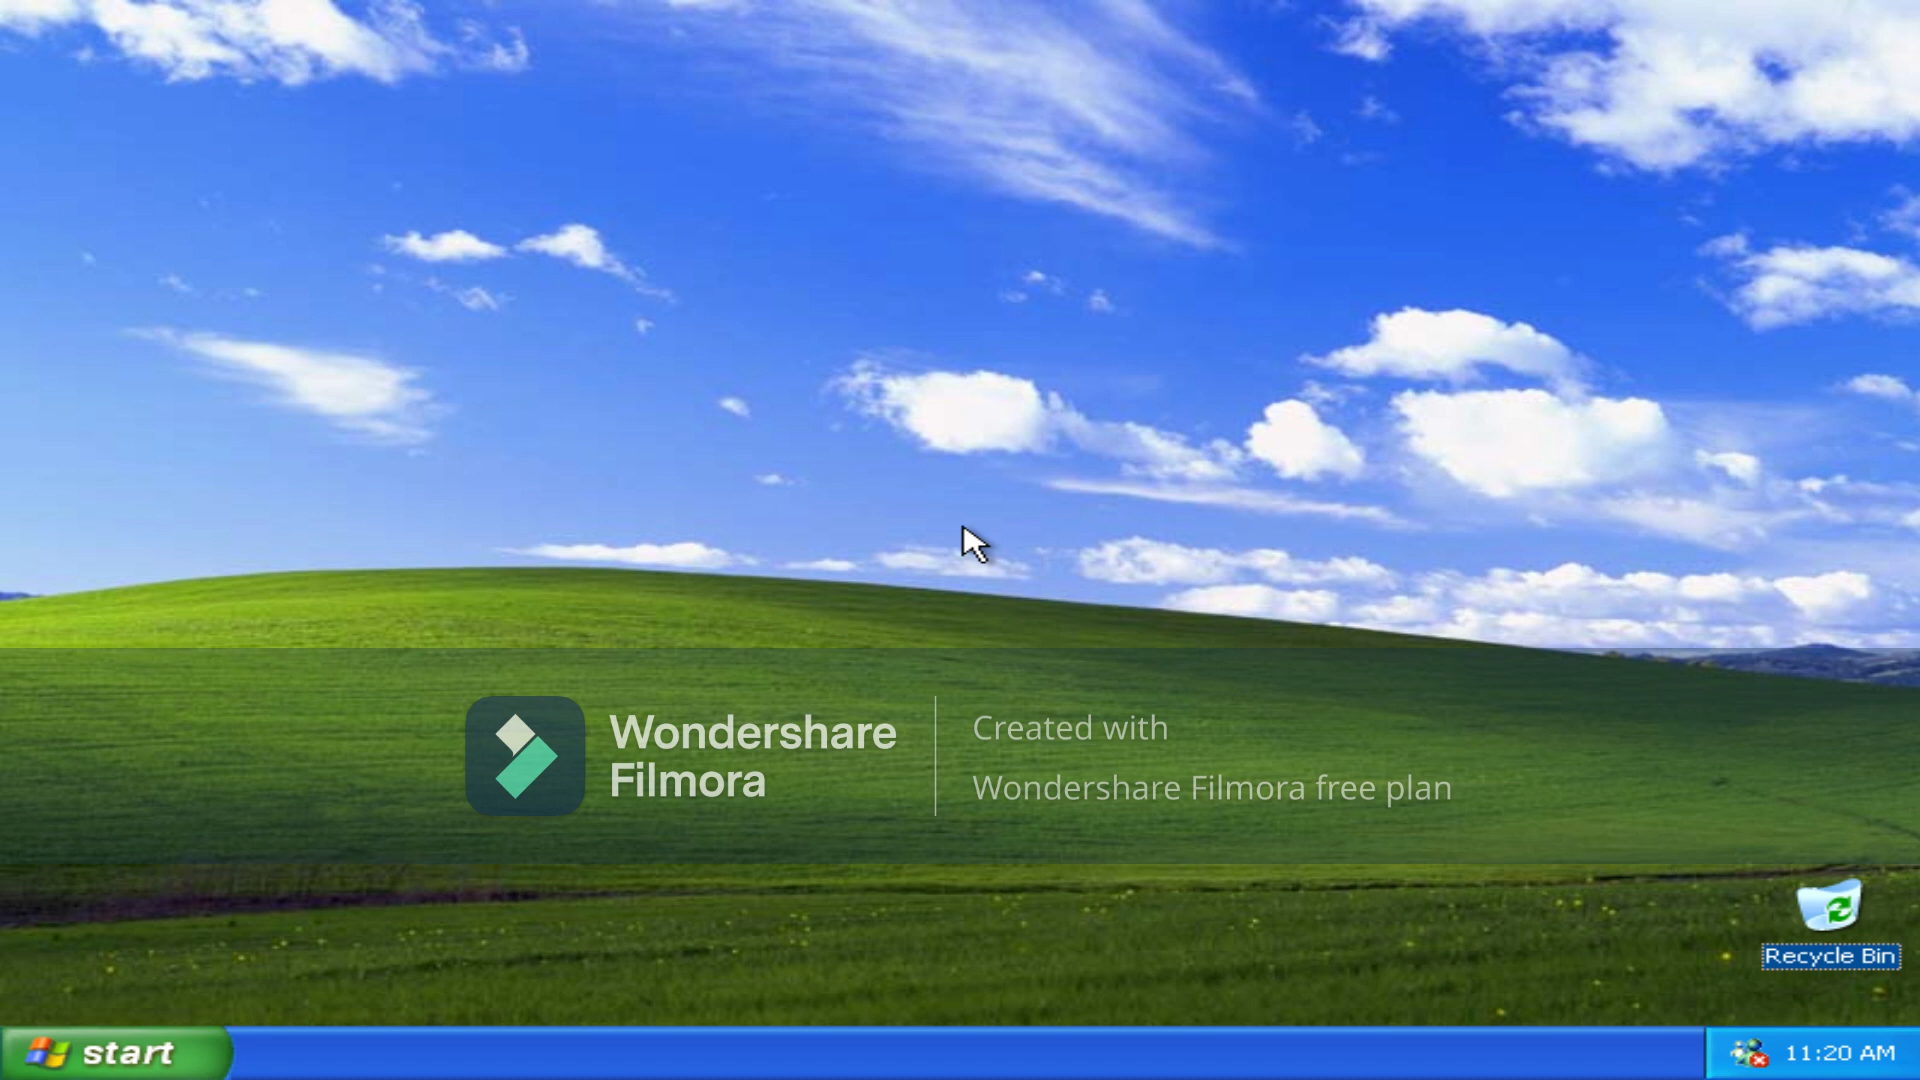 Wondershare
Filmora
Created with
Wondershare Filmora free plan
Recycle Bin
start
11:20 AM